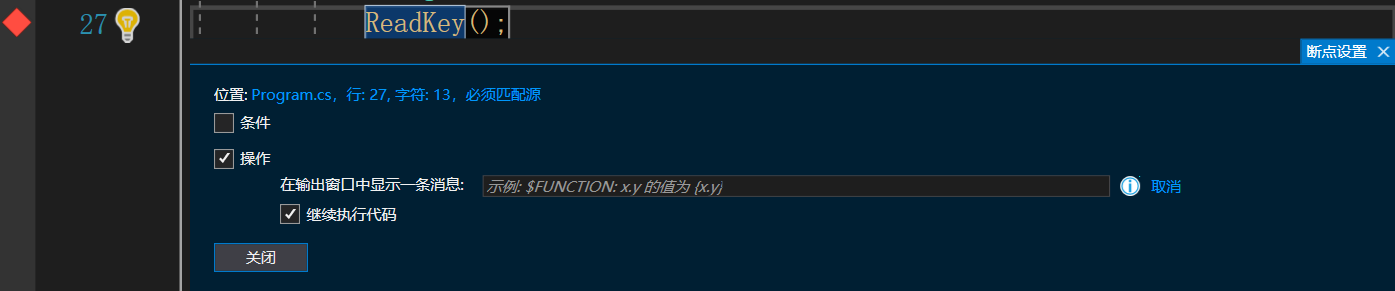 27 ReadKey();
断点设置
位置: Program.cs，行: 27, 字符: 13，必须匹配源
条件
操作
在输出窗口中显示一条消息: 示例: $FUNCTION: x.y 的值为 {x.y} 取消
继续执行代码
关闭